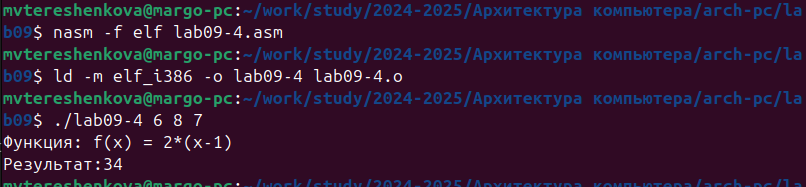 mvtereshenkova@margo-pc:~/work/study/2024-2025/Архитектура компьютера/arch-pc/la
b09$ nasm -f elf lab09-4.asm
mvtereshenkova@margo-pc:~/work/study/2024-2025/Архитектура компьютера/arch-pc/la
b09$ ld -m elf_i386 -o lab09-4 lab09-4.o
mvtereshenkova@margo-pc:~/work/study/2024-2025/Архитектура компьютера/arch-pc/la
b09$ ./lab09-4 6 8 7
Функция: f(x) = 2*(x-1)
Результат:34
mvtereshenkova@margo-pc:~/work/study/2024-2025/Архитектура компьютера/arch-pc/la